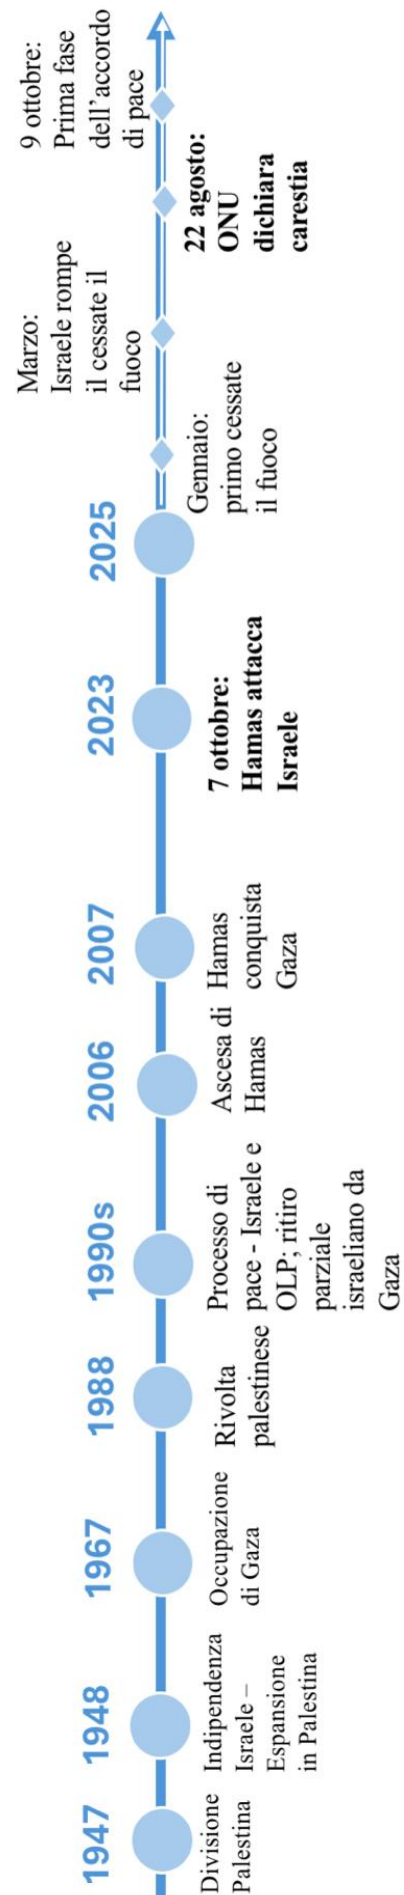 1947
Divisione
Palestina
1948
Indipendenza
Israele –
Espansione
in Palestina
1967
Occupazione
di Gaza
1988
Rivolta
palestinese
1990s
Processo di
pace - Israele e
OLP; ritiro
parziale
israeliano da
Gaza
2006
Ascesa di
Hamas
2007
Hamas
conquista
Gaza
2023
7 ottobre:
Hamas attacca
Israele
2025
Gennaio:
primo cessate
il fuoco
Marzo:
Israele rompe
il cessate il
fuoco
22 agosto:
ONU
dichiara
carestia
9 ottobre:
Prima fase
dell'accordo
di pace